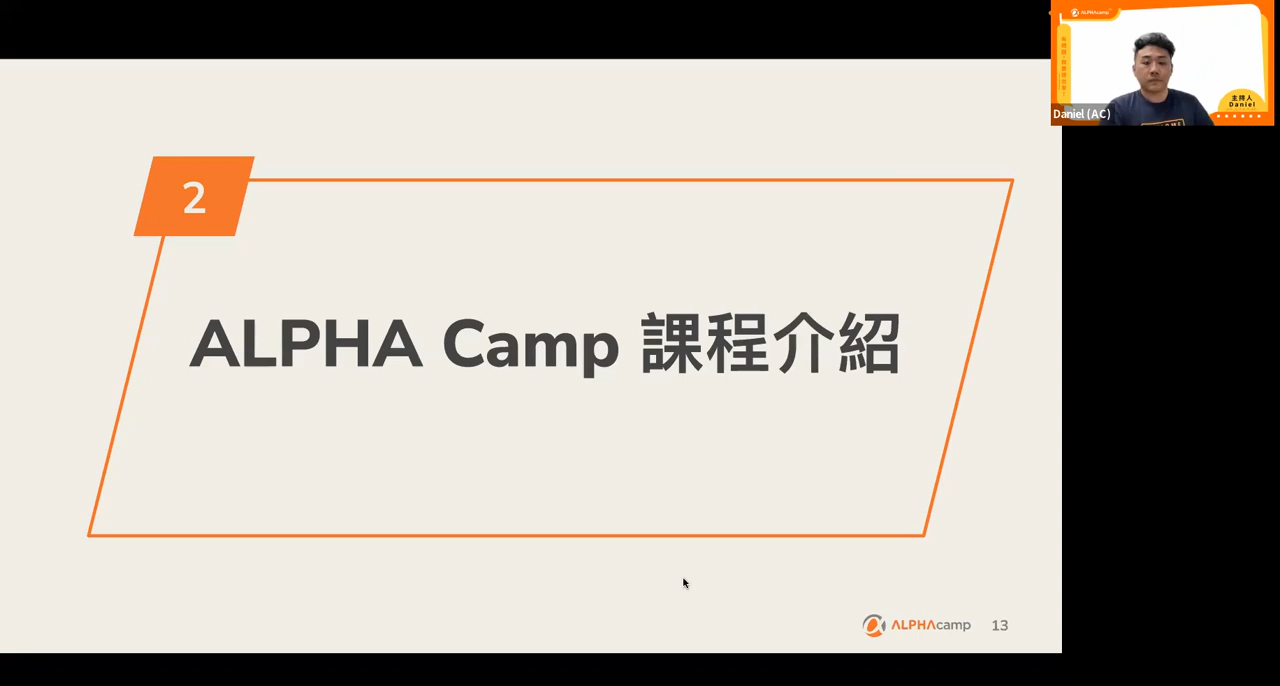 2
ALPHA Camp 課程介紹
ALPHAcamp 13
ALPHAcamp
主持人
Daniel
Daniel (AC)